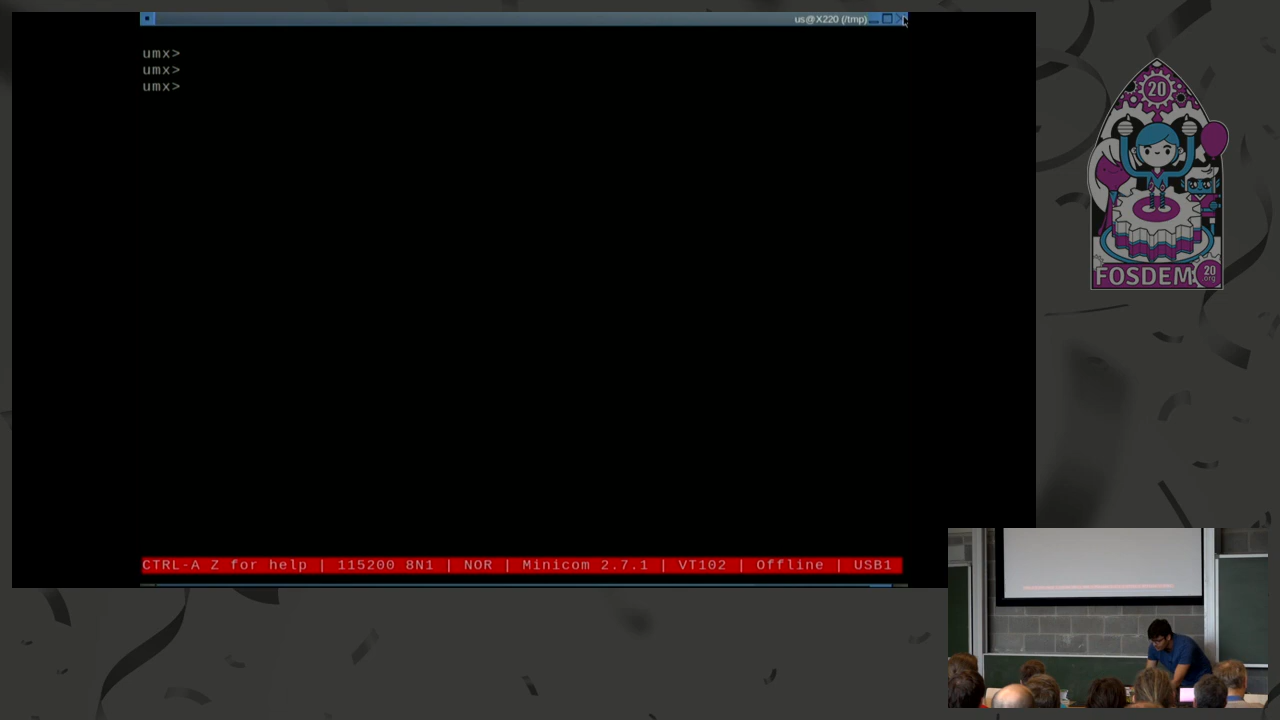 us@X220 (/tmp)
umx>
umx>
umx>
CTRL-A Z for help | 115200 8N1 | NOR | Minicom 2.7.1 | VT102 | Offline | USB1
20
FOSDEM
20
org